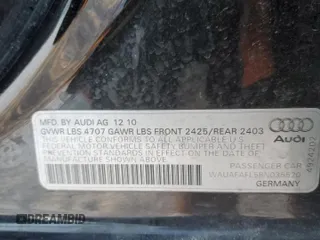 MFD. BY AUDI AG 12 10
GVWR LBS 4707 GAWR LBS FRONT 2425/REAR 2403
THIS VEHICLE CONFORMS TO ALL APPLICABLE U.S.
FEDERAL MOTOR VEHICLE SAFETY BUMPER AND THEFT
PREVENTION STANDARDS IN EFFECT ON THE DATE
OF MANUFACTURE SHOWN ABOVE.
Audi
PASSENGER CAR
GERMANY
DREAMBID